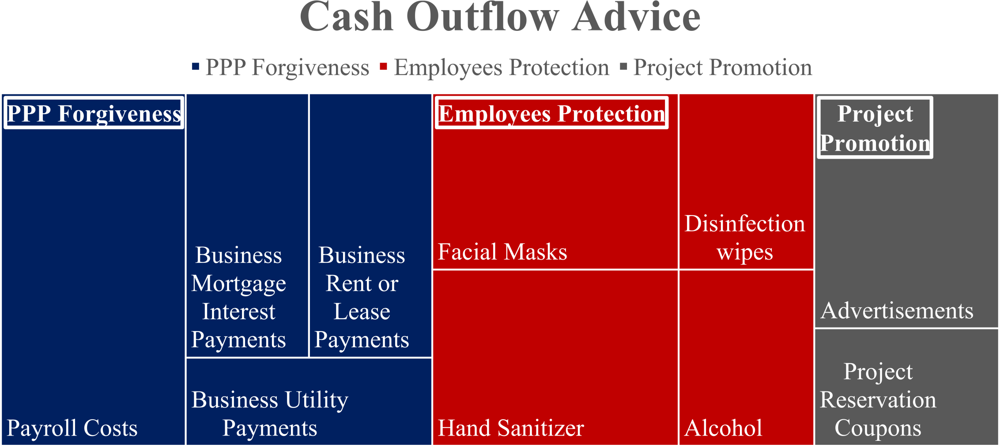 Cash Outflow Advice
PPP Forgiveness Employees Protection Project Promotion
PPP Forgiveness
Payroll Costs
Business
Mortgage
Interest
Payments
Business
Rent or
Lease
Payments
Business Utility
Payments
Employees Protection
Facial Masks
Disinfection
wipes
Hand Sanitizer
Alcohol
Project
Promotion
Advertisements
Project
Reservation
Coupons